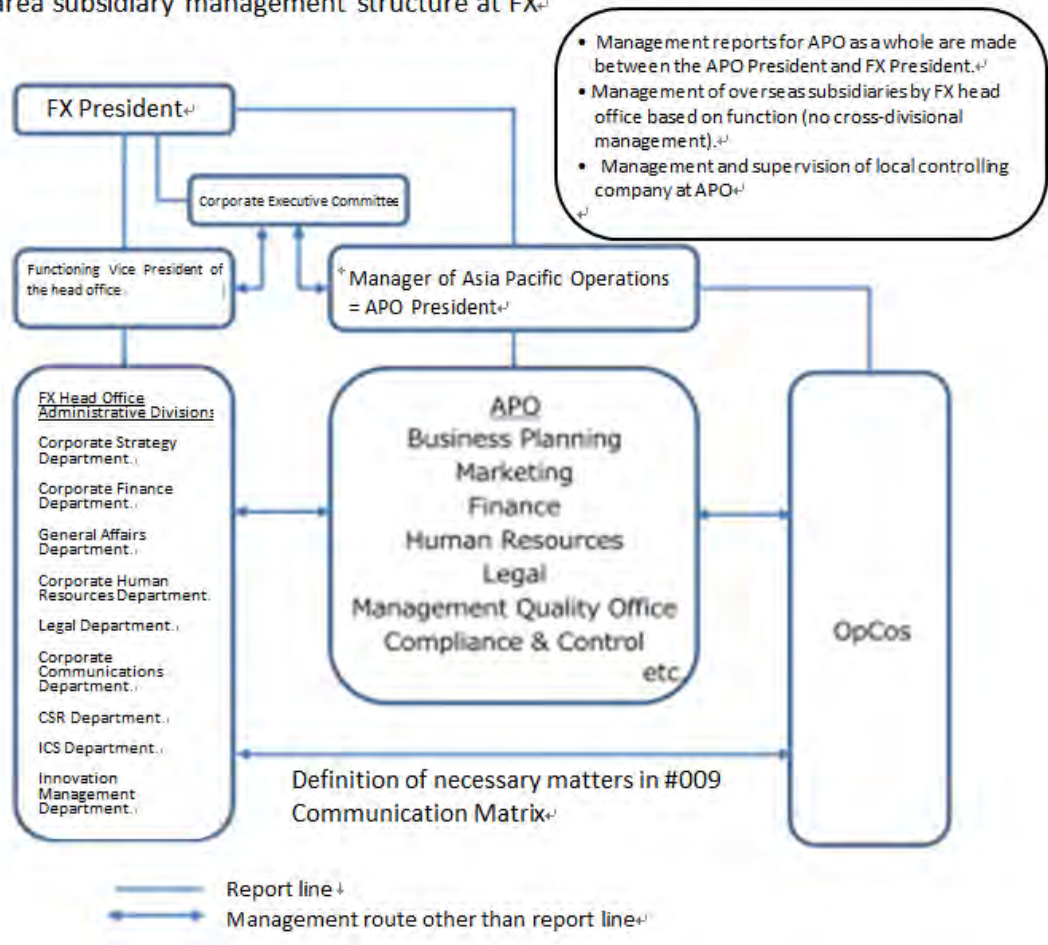 area subsidiary management structure at FX
• Management reports for APO as a whole are made
between the APO President and FX President.
• Management of overseas subsidiaries by FX head
office based on function (no cross-divisional
management).
• Management and supervision of local controlling
company at APO
FX President
Corporate Executive Committee
Functioning Vice President of
the head office
* Manager of Asia Pacific Operations
= APO President
FX Head Office
Administrative Divisions
Corporate Strategy
Department.
Corporate Finance
Department.
General Affairs
Department.
Corporate Human
Resources Department.
Legal Department.
Corporate
Communications
Department.
CSR Department.
ICS Department.
Innovation
Management
Department.
APO
Business Planning
Marketing
Finance
Human Resources
Legal
Management Quality Office
Compliance & Control
etc.
OpCos
Definition of necessary matters in #009
Communication Matrix
Report line
Management route other than report line